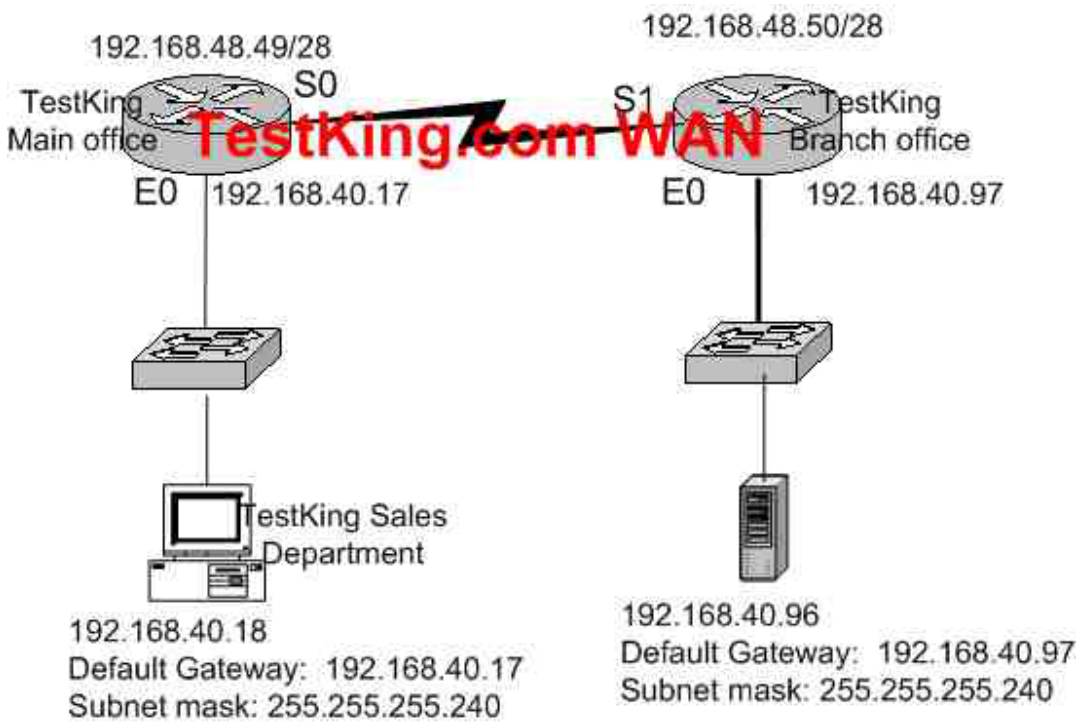 192.168.48.49/28
192.168.48.50/28
S0
S1
TestKing
Main office
TestKing.com WAN
TestKing
Branch office
E0
192.168.40.17
E0
192.168.40.97
TestKing Sales
Department
192.168.40.18
Default Gateway: 192.168.40.17
Subnet mask: 255.255.255.240
192.168.40.96
Default Gateway: 192.168.40.97
Subnet mask: 255.255.255.240